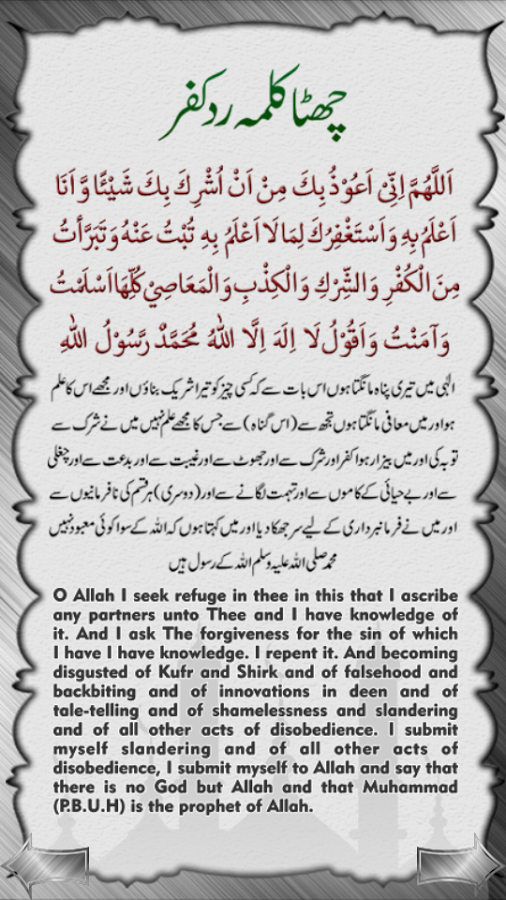 چھٹا کلمہ رد کفر
اَللّٰهُمَّ اِنِّیْ اَعُوْذُ بِكَ مِنْ اَنْ اُشْرِكَ بِكَ شَيْئًا وَّ اَنَا
اَعْلَمُ بِهٖ وَ اَسْتَغْفِرُكَ لِمَا لَا اَعْلَمُ بِهٖ تُبْتُ عَنْهُ وَ تَبَرَّأْتُ
مِنَ الْكُفْرِ وَ الشِّرْكِ وَ الْكِذْبِ وَ الْمَعَاصِيْ كُلِّهَا اَسْلَمْتُ
وَ آمَنْتُ وَ اَقُوْلُ لَا اِلَهَ اِلَّا اللهُ مُحَمَّدٌ رَّسُوْلُ اللهِ
الٰہی میں تیری پناہ مانگتا ہوں اس بات سے کہ کسی چیز کو تیرا شریک بناؤں اور مجھے اس کا علم
ہو اور میں معافی مانگتا ہوں تجھ سے (اس گناہ) سے جس کا مجھے علم نہیں میں نے شرک سے
توبہ کی اور میں بیزار ہوا کفر اور شرک سے اور جھوٹ سے اور غیبت سے اور بدعت سے اور چغلی
سے اور بے حیائی کے کاموں سے اور تہمت لگانے سے اور (دوسری) ہر قسم کی نافرمانیوں سے
اور میں نے فرمانبرداری کے لیے سر جھکا دیا اور میں کہتا ہوں کہ اللہ کے سوا کوئی معبود نہیں
محمد صلی اللہ علیہ وسلم اللہ کے رسول ہیں
O Allah I seek refuge in thee in this that I ascribe
any partners unto Thee and I have knowledge of
it. And I ask The forgiveness for the sin of which
I have I have knowledge. I repent it. And becoming
disgusted of Kufr and Shirk and of falsehood and
backbiting and of innovations in deen and of
tale-telling and of shamelessness and slandering
and of all other acts of disobedience. I submit
myself slandering and of all other acts of
disobedience, I submit myself to Allah and say that
there is no God but Allah and that Muhammad
(P.B.U.H) is the prophet of Allah.